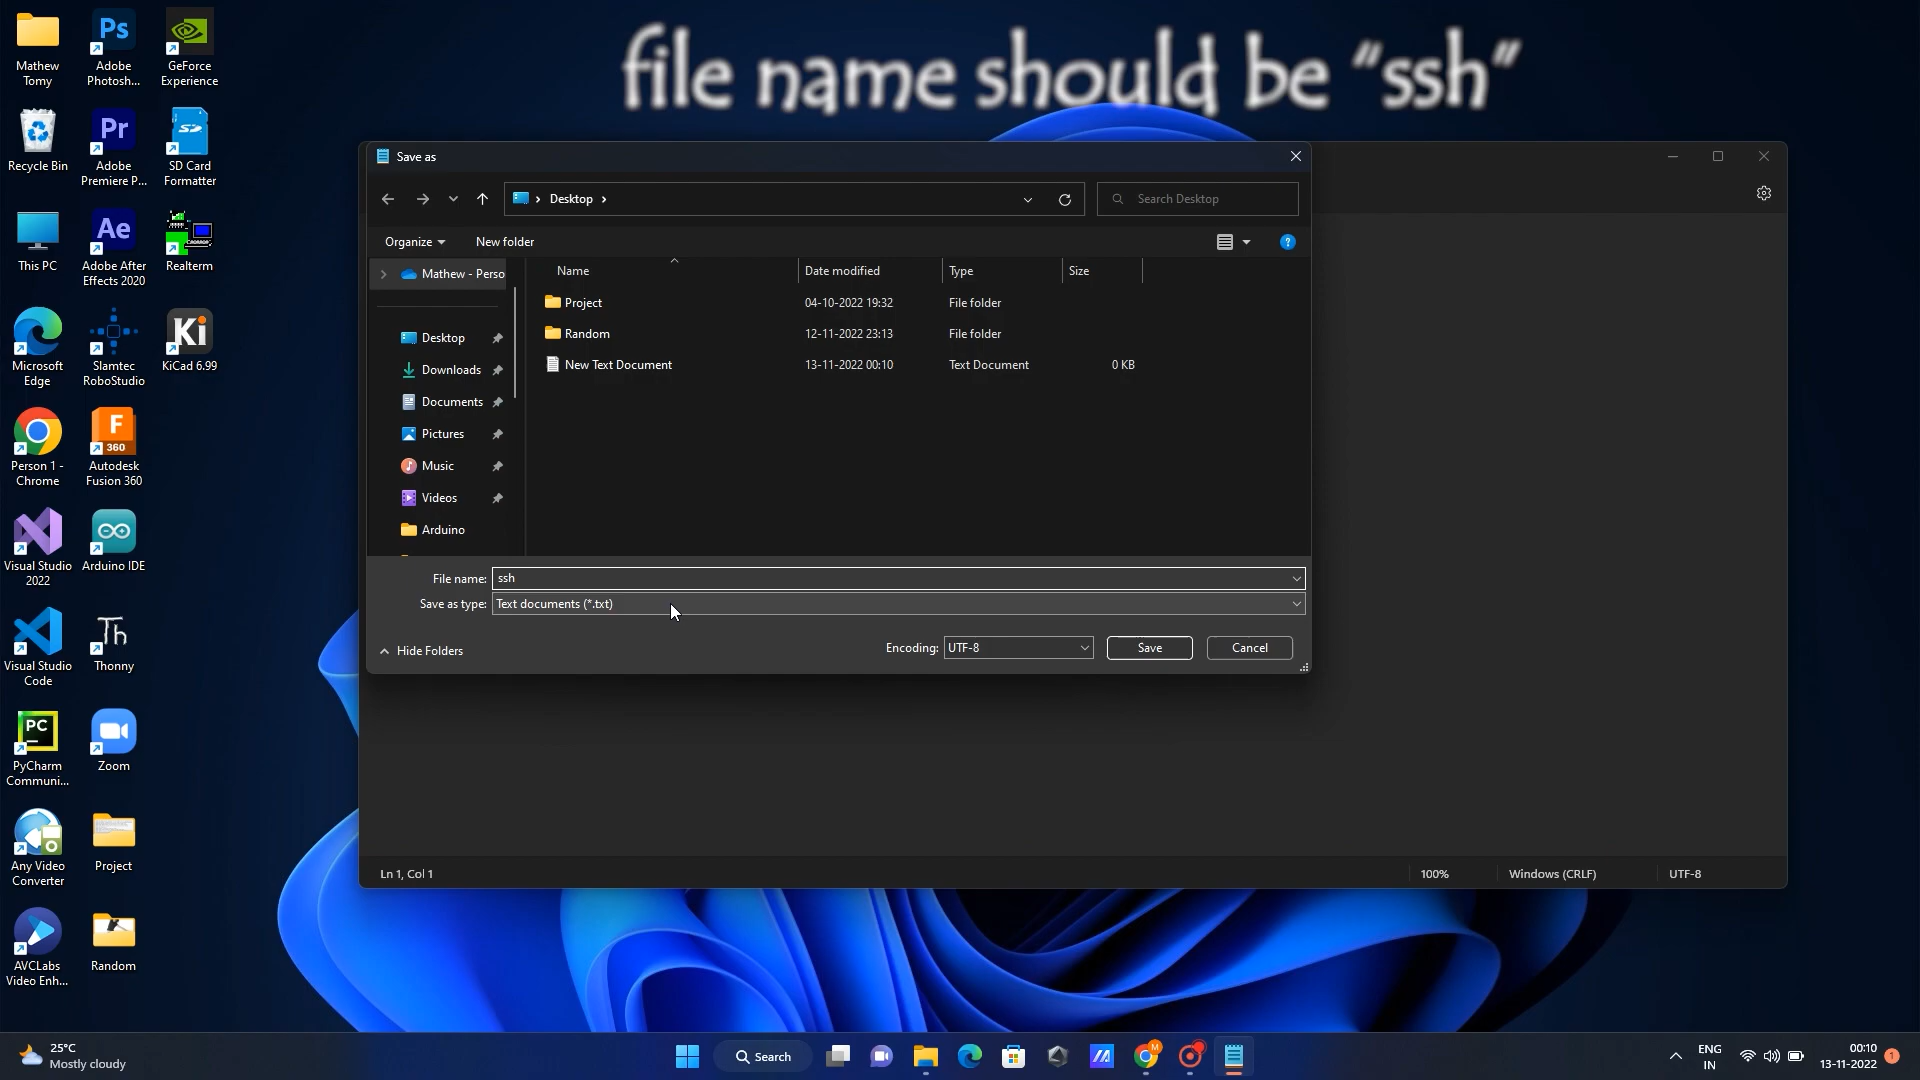 file name should be "ssh"
Mathew Tomy
Adobe Photosh...
GeForce Experience
Recycle Bin
Adobe Premiere P...
SD Card Formatter
This PC
Adobe After Effects 2020
Realterm
Microsoft Edge
Slamtec RoboStudio
KiCad 6.99
Person 1 - Chrome
Autodesk Fusion 360
Visual Studio 2022
Arduino IDE
Visual Studio Code
Thonny
PyCharm Communi...
Zoom
Any Video Converter
Project
AVCLabs Video Enh...
Random
Save as
Desktop
Search Desktop
Organize
New folder
Mathew - Perso
Name
Date modified
Type
Size
Project
04-10-2022 19:32
File folder
Random
12-11-2022 23:13
File folder
New Text Document
13-11-2022 00:10
Text Document
0 KB
Desktop
Downloads
Documents
Pictures
Music
Videos
Arduino
File name: ssh
Save as type: Text documents (*.txt)
Hide Folders
Encoding: UTF-8
Save
Cancel
Ln 1, Col 1
100%
Windows (CRLF)
UTF-8
25°C
Mostly cloudy
Search
ENG
IN
00:10
13-11-2022
1